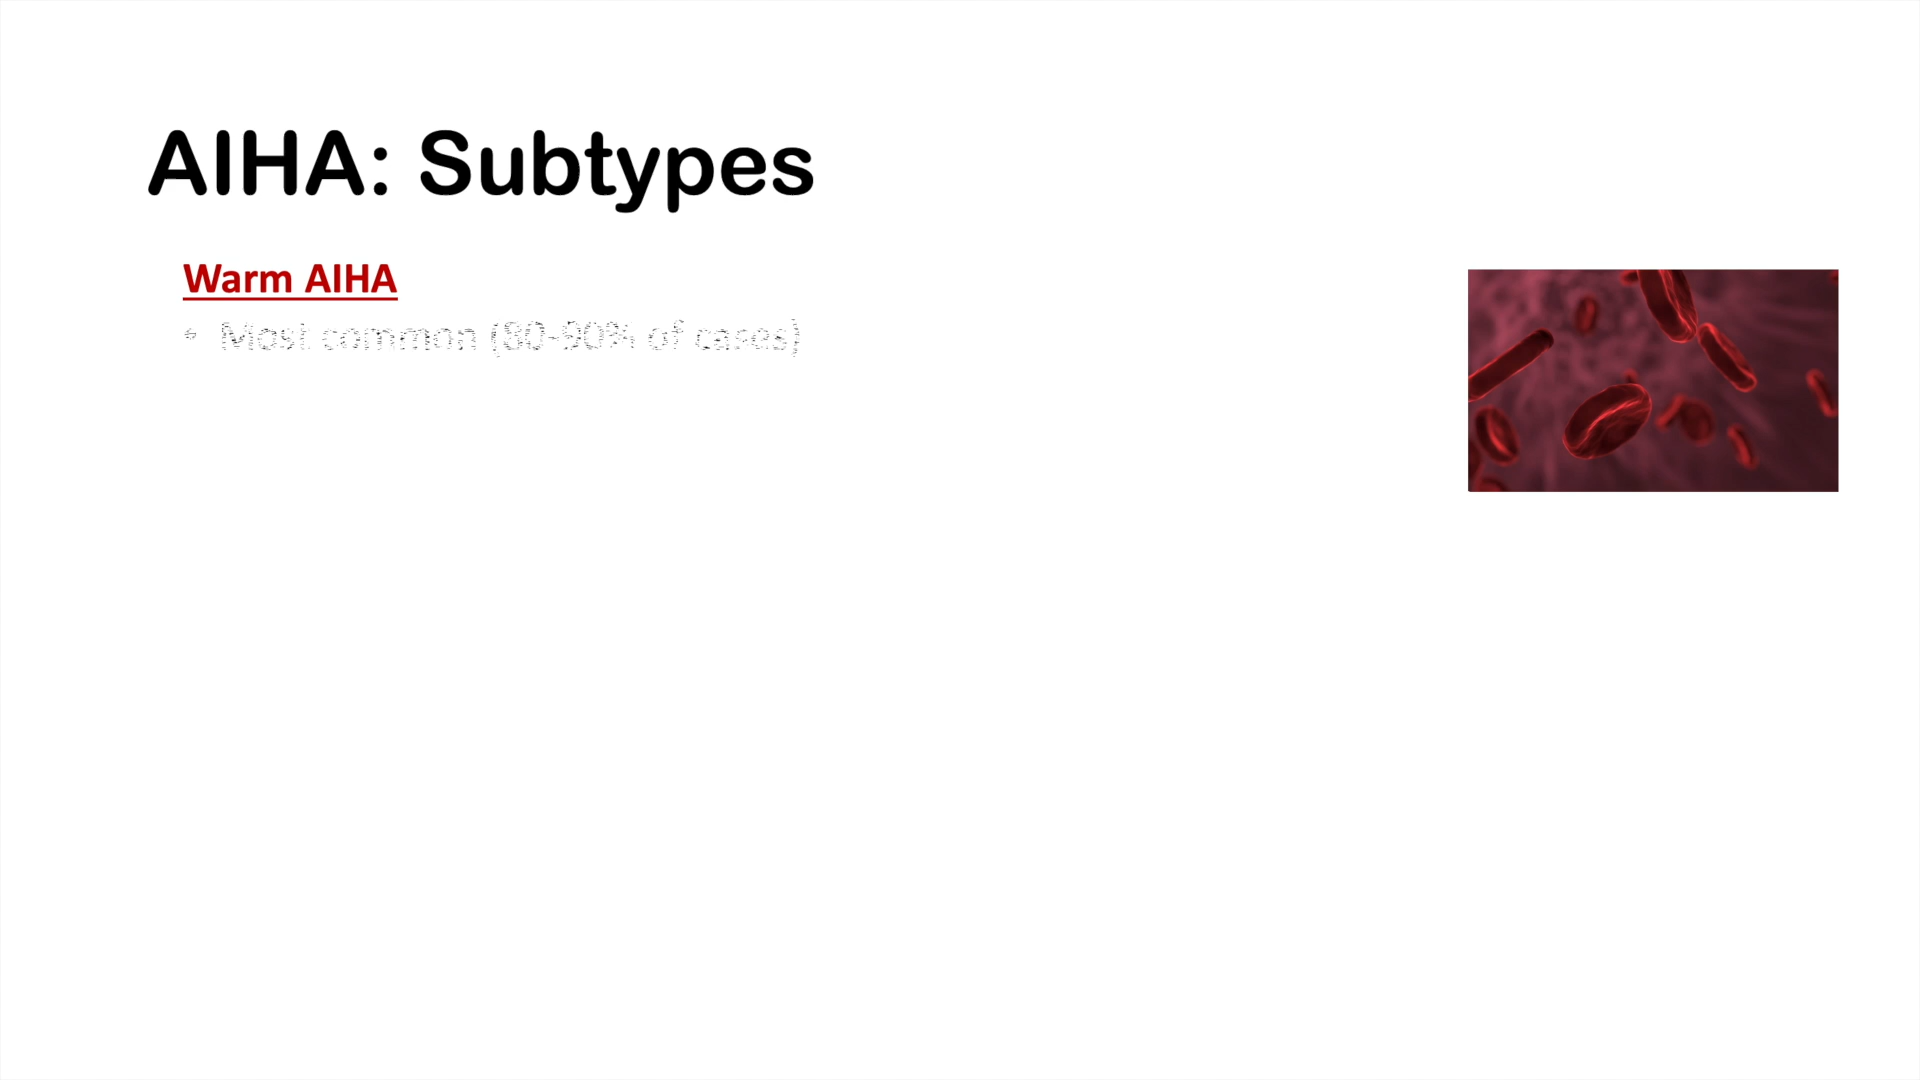 AIHA: Subtypes
Warm AIHA
• Most common (80-90% of cases)